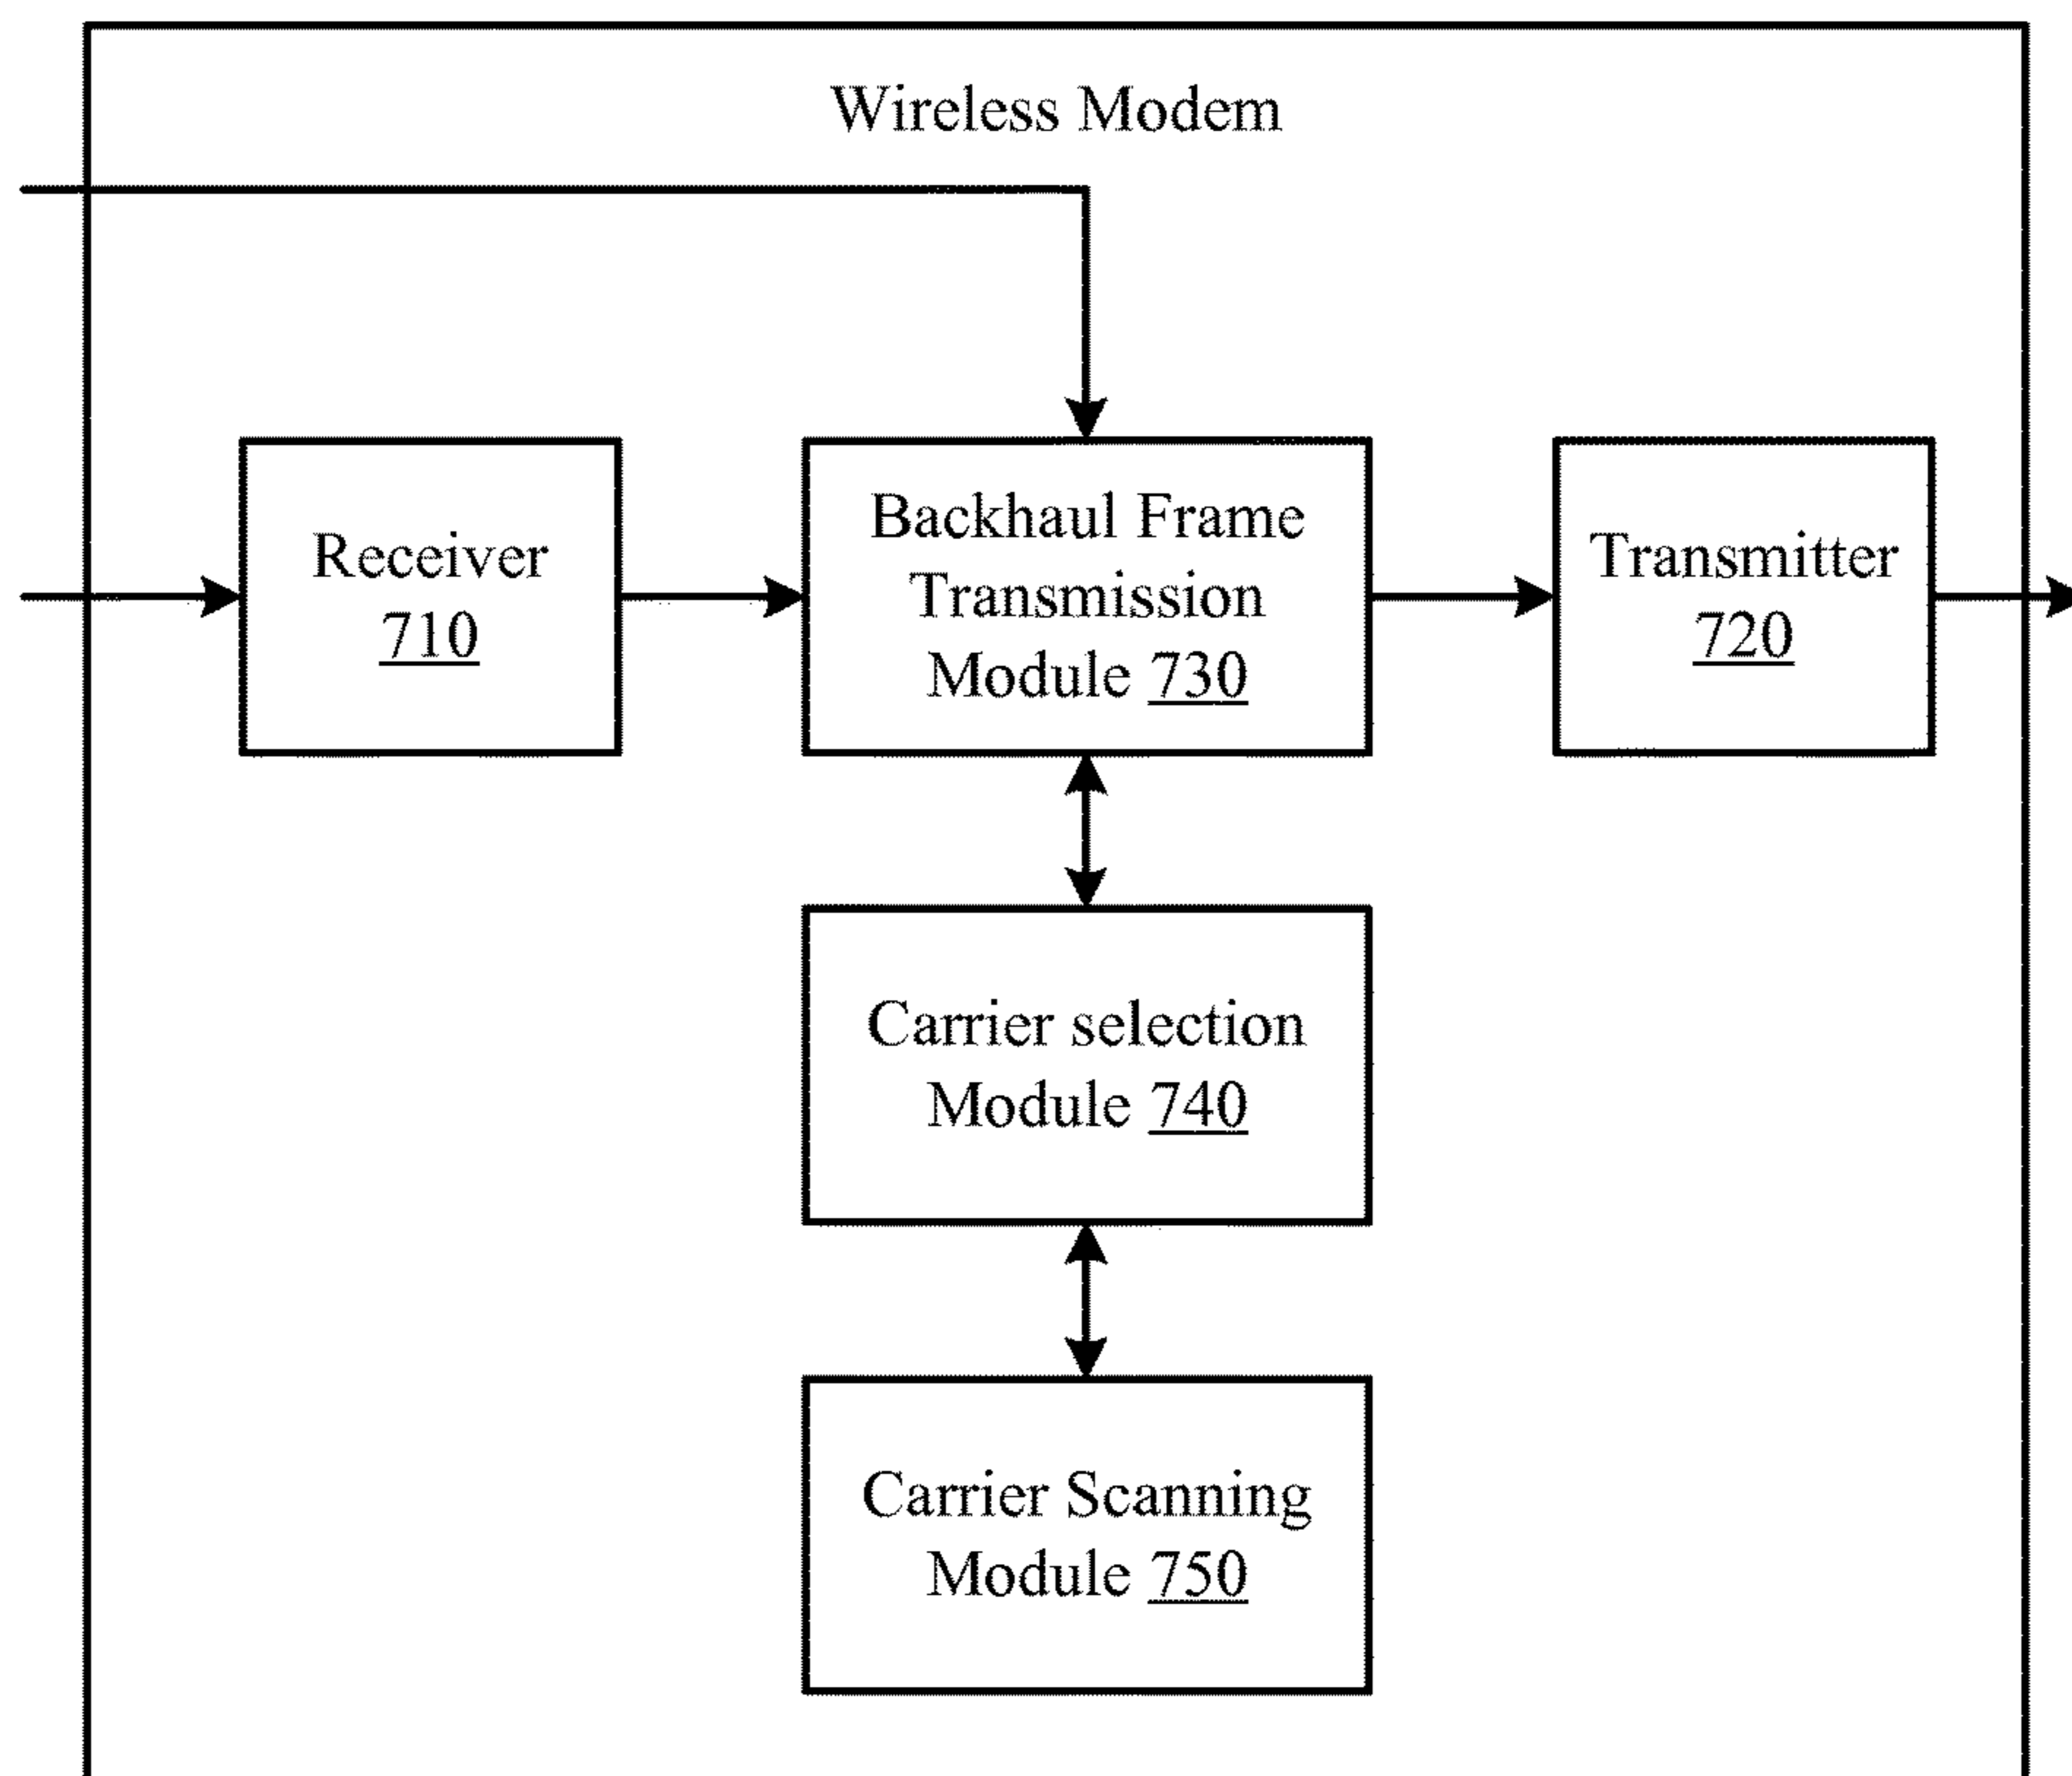 Wireless Modem
Receiver
710
Backhaul Frame
Transmission
Module 730
Transmitter
720
Carrier selection
Module 740
Carrier Scanning
Module 750